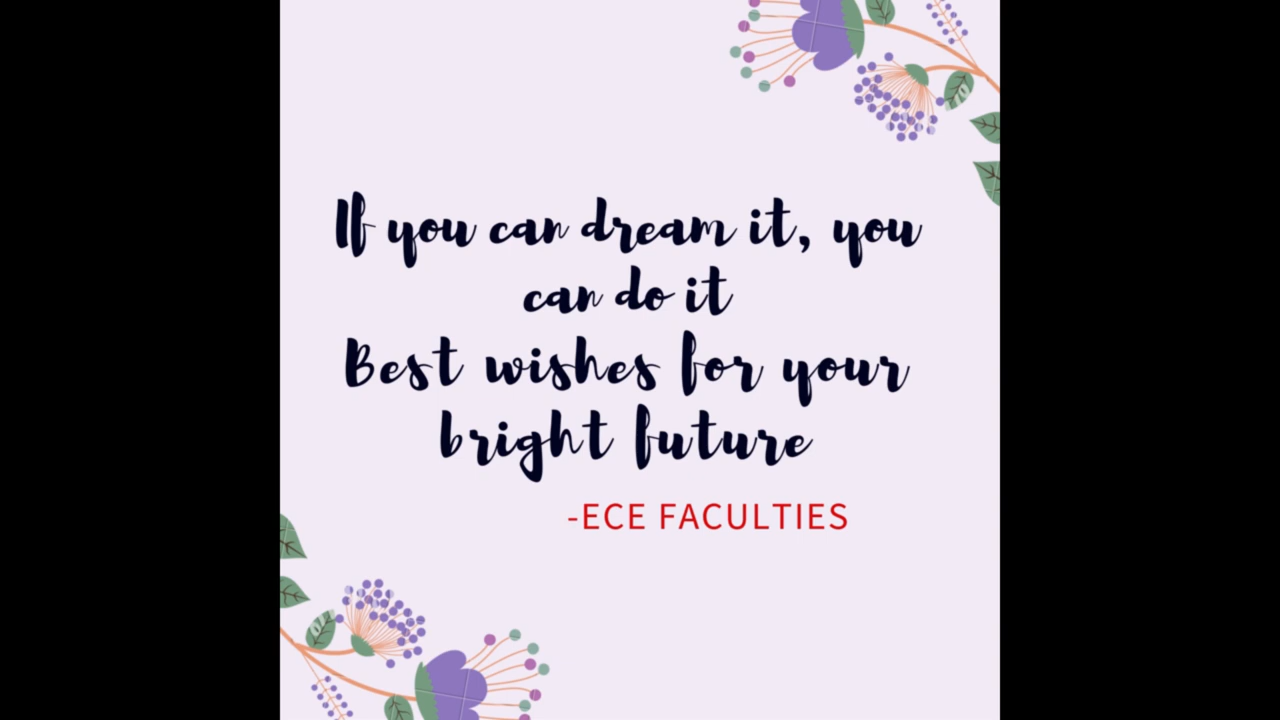 If you can dream it, you
can do it
Best wishes for your
bright future
-ECE FACULTIES